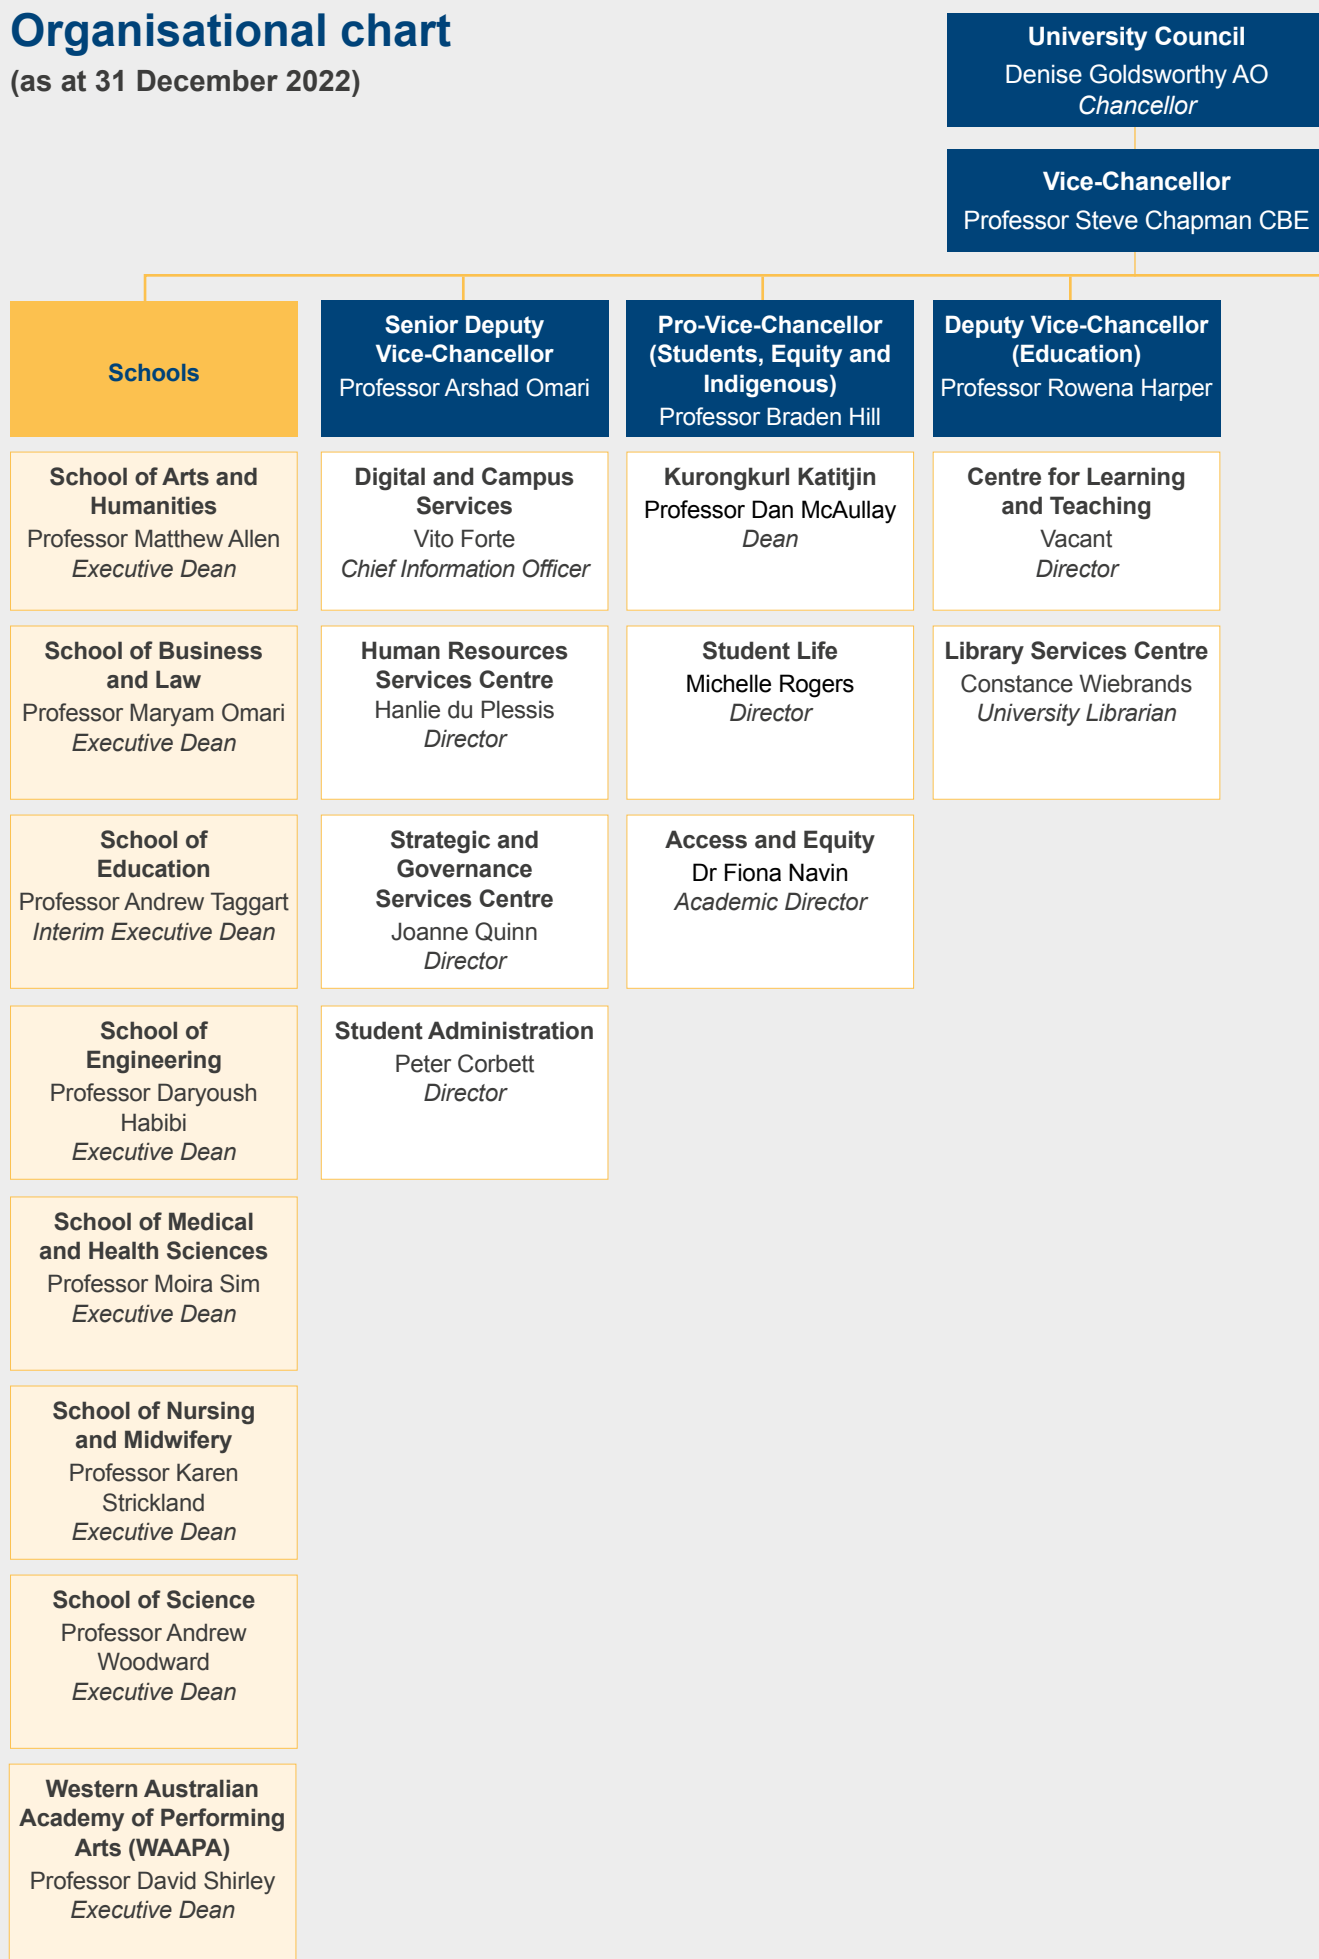 Organisational chart
(as at 31 December 2022)
University Council
Denise Goldsworthy AO
Chancellor
Vice-Chancellor
Professor Steve Chapman CBE
Schools
School of Arts and
Humanities
Professor Matthew Allen
Executive Dean
School of Business
and Law
Professor Maryam Omari
Executive Dean
School of
Education
Professor Andrew Taggart
Interim Executive Dean
School of
Engineering
Professor Daryoush
Habibi
Executive Dean
School of Medical
and Health Sciences
Professor Moira Sim
Executive Dean
School of Nursing
and Midwifery
Professor Karen
Strickland
Executive Dean
School of Science
Professor Andrew
Woodward
Executive Dean
Western Australian
Academy of Performing
Arts (WAAPA)
Professor David Shirley
Executive Dean
Senior Deputy
Vice-Chancellor
Professor Arshad Omari
Digital and Campus
Services
Vito Forte
Chief Information Officer
Human Resources
Services Centre
Hanlie du Plessis
Director
Strategic and
Governance
Services Centre
Joanne Quinn
Director
Student Administration
Peter Corbett
Director
Pro-Vice-Chancellor
(Students, Equity and
Indigenous)
Professor Braden Hill
Kurongkurl Katitjin
Professor Dan McAullay
Dean
Student Life
Michelle Rogers
Director
Access and Equity
Dr Fiona Navin
Academic Director
Deputy Vice-Chancellor
(Education)
Professor Rowena Harper
Centre for Learning
and Teaching
Vacant
Director
Library Services Centre
Constance Wiebrands
University Librarian